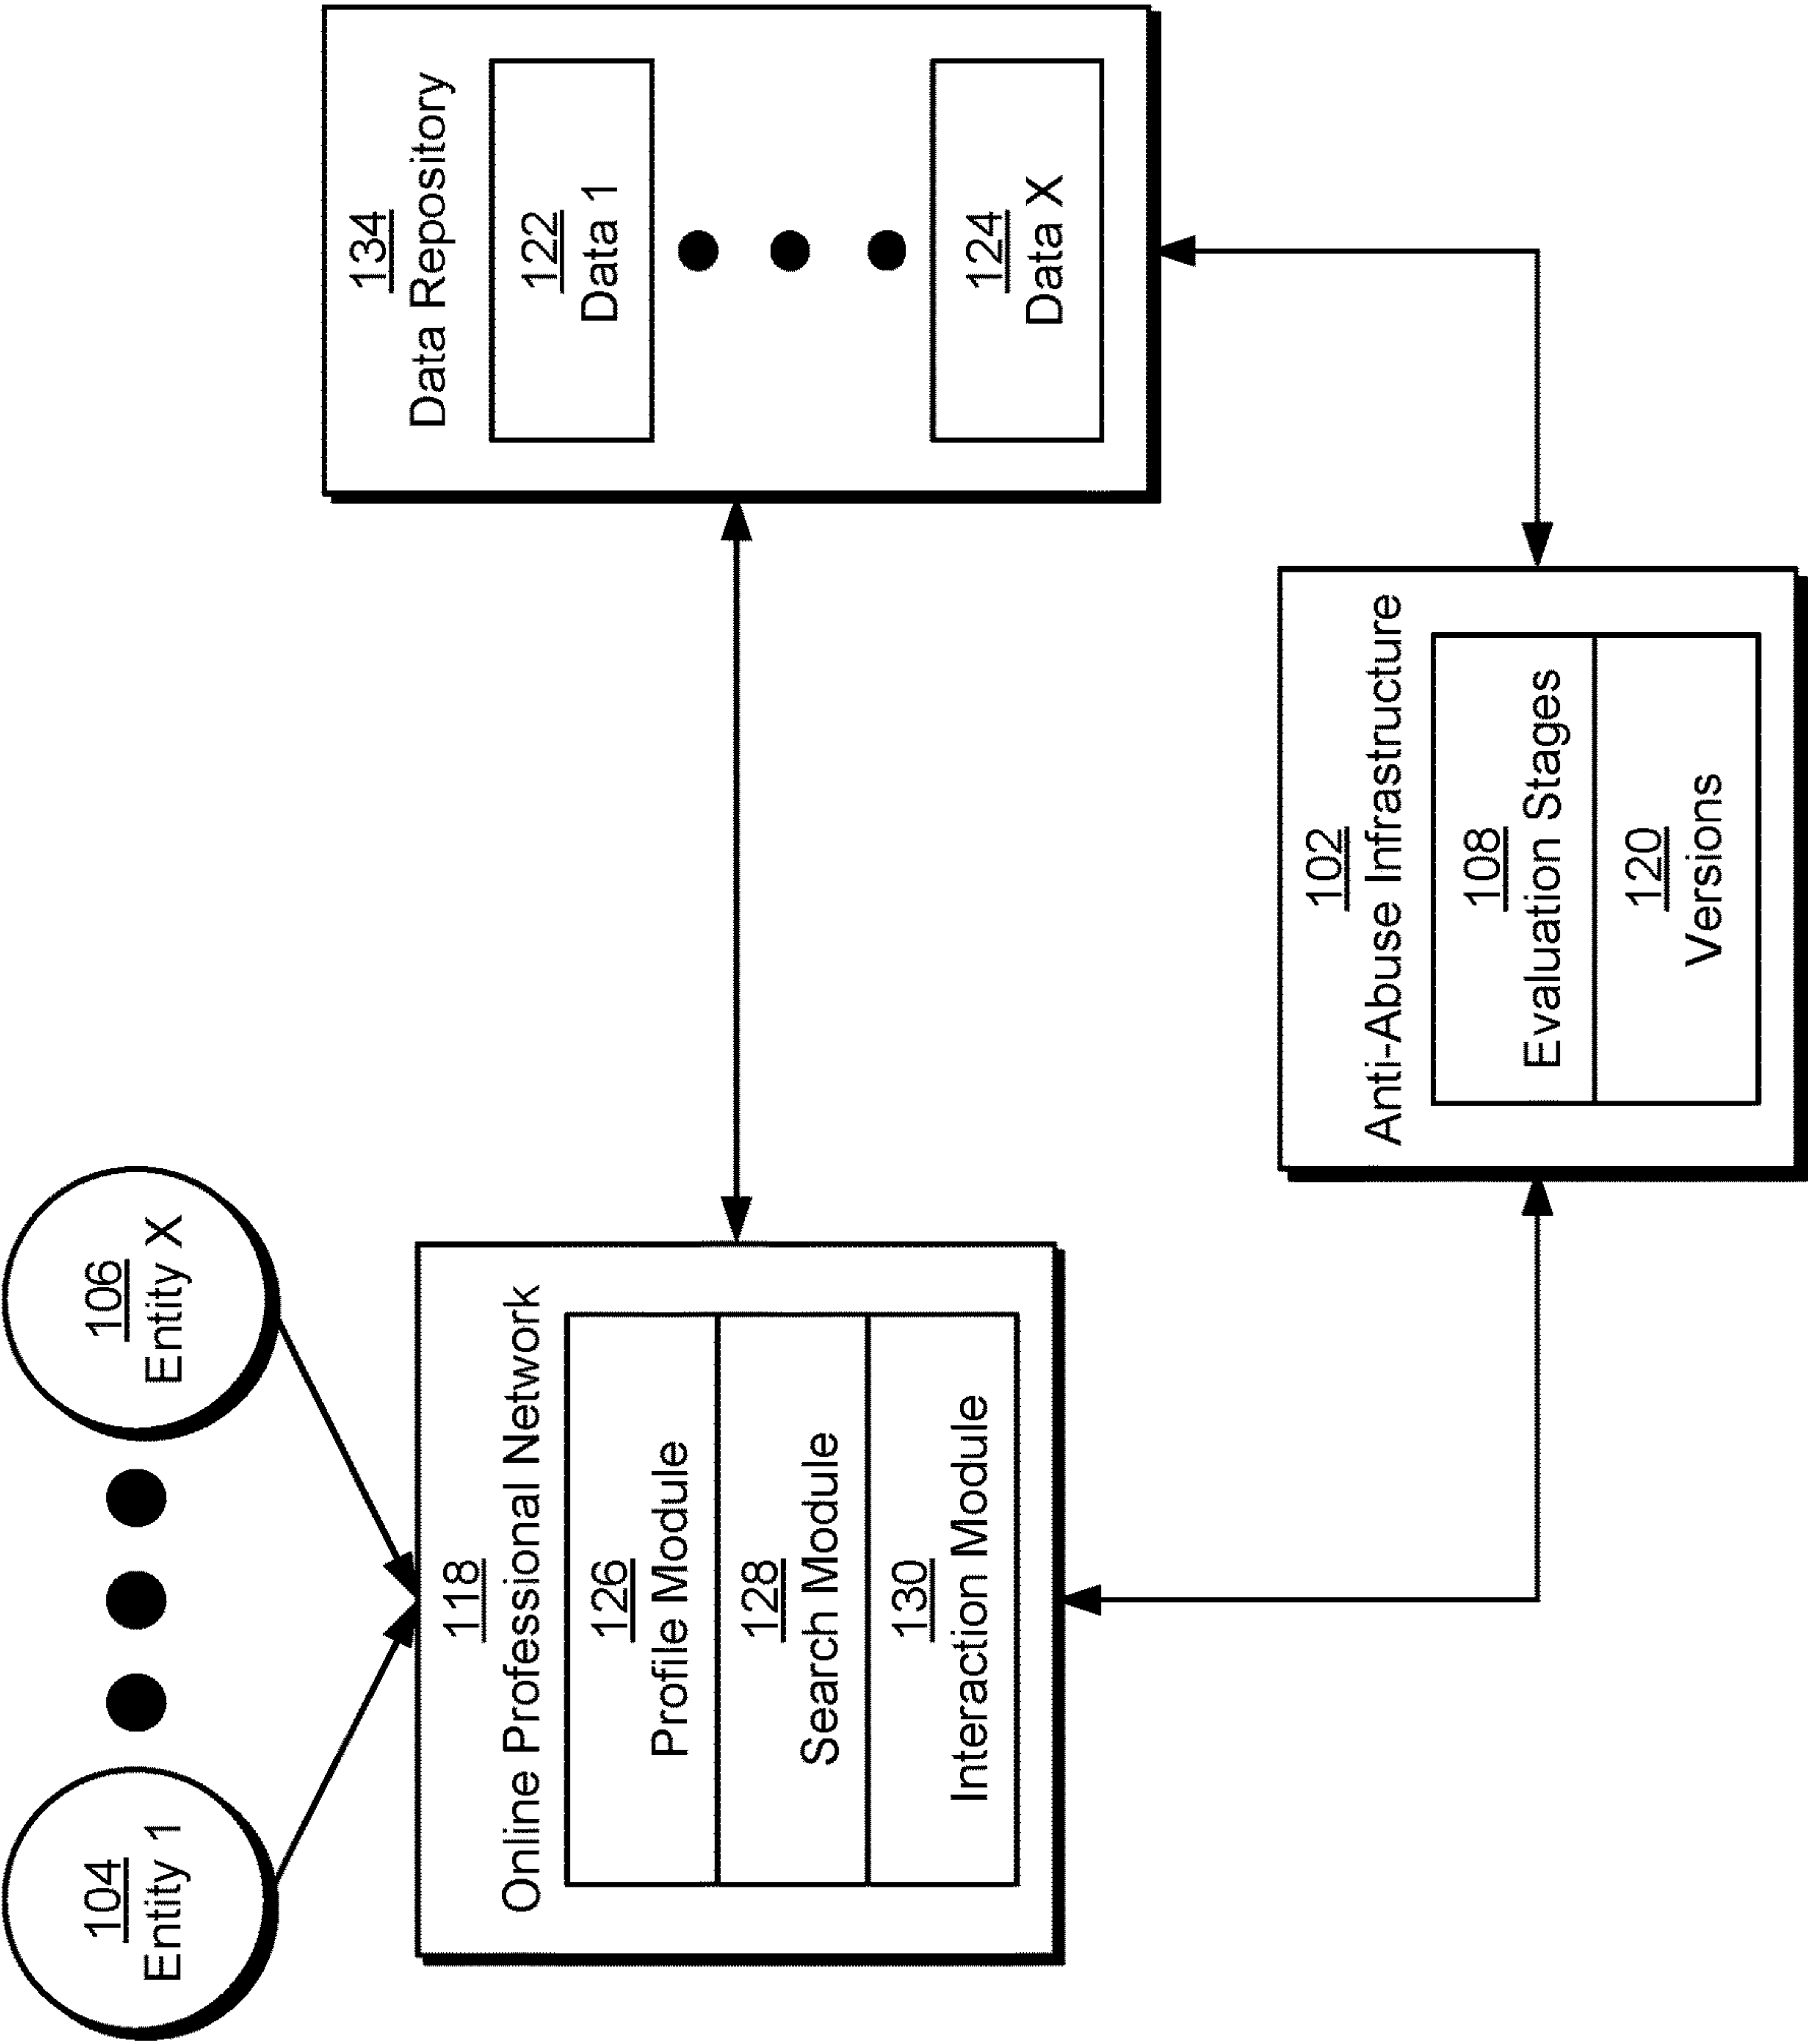 104
Entity 1
106
Entity X
118
Online Professional Network
126
Profile Module
128
Search Module
130
Interaction Module
134
Data Repository
122
Data 1
124
Data X
102
Anti-Abuse Infrastructure
108
Evaluation Stages
120
Versions